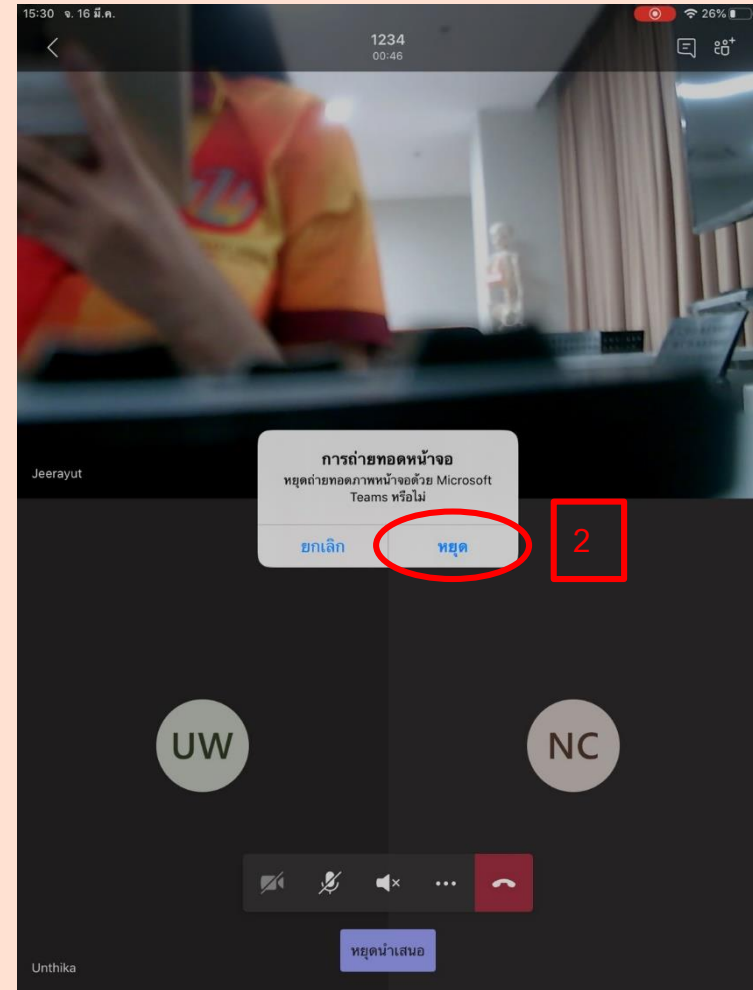 15:30 จ. 16 มี.ค.
26%
1234
00:46
Jeerayut
การถ่ายทอดหน้าจอ
หยุดถ่ายทอดภาพหน้าจอด้วย Microsoft
Teams หรือไม่
ยกเลิก
หยุด
2
UW
NC
หยุดนำเสนอ
Unthika